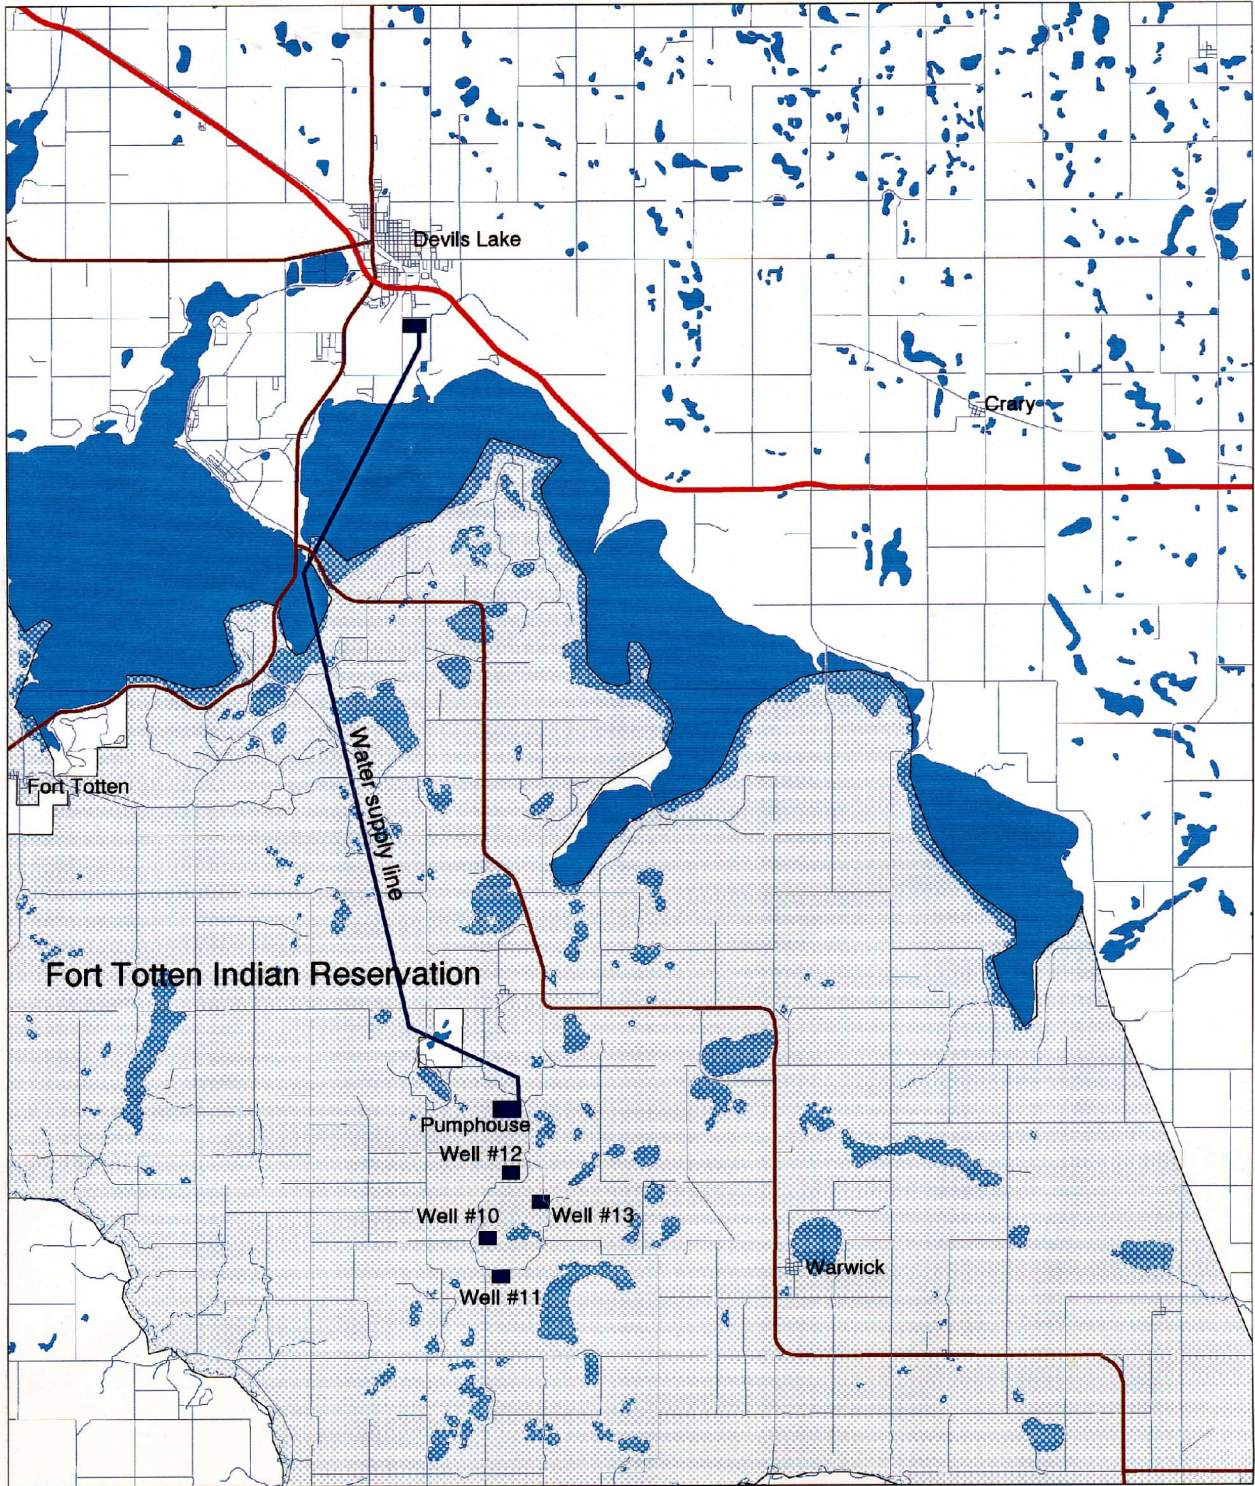 Devils Lake
Crary
Water supply line
Fort Totten
Fort Totten Indian Reservation
Pumphouse
Well #12
Well #13
Well #10
Warwick
Well #11